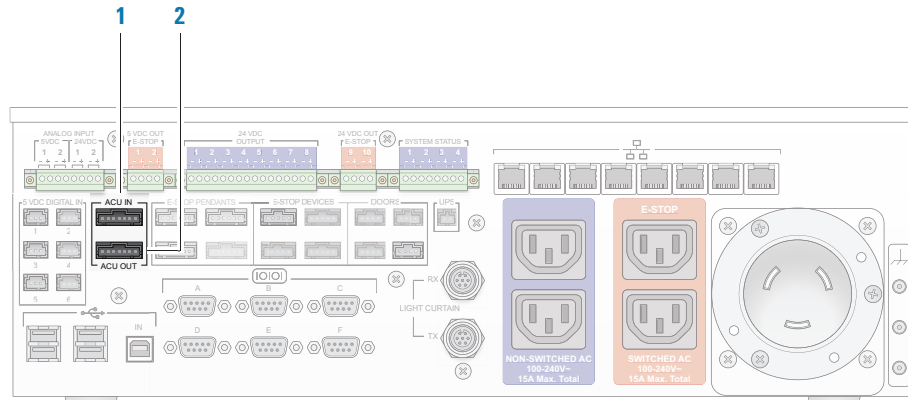 1 2
ANALOG INPUT
5VDC 24VDC
1 2 1 2
- + - + - + - +
5 VDC OUT
E-STOP
1 2
- + - +
24 VDC
OUTPUT
1 2 3 4 5 6 7 8
- + - + - + - + - + - + - + - +
24 VDC OUT
E-STOP
9 10
- + - +
SYSTEM STATUS
1 2 3 4
- + - + - + - +
5 VDC DIGITAL IN
1 2
3 4
5 6
ACU IN
ACU OUT
E-STOP PENDANTS
E-STOP DEVICES
DOORS
UPS
IOIOI
A B C
D E F
IN
RX
LIGHT CURTAIN
TX
NON-SWITCHED AC
100-240V~
15A Max. Total
E-STOP
SWITCHED AC
100-240V~
15A Max. Total